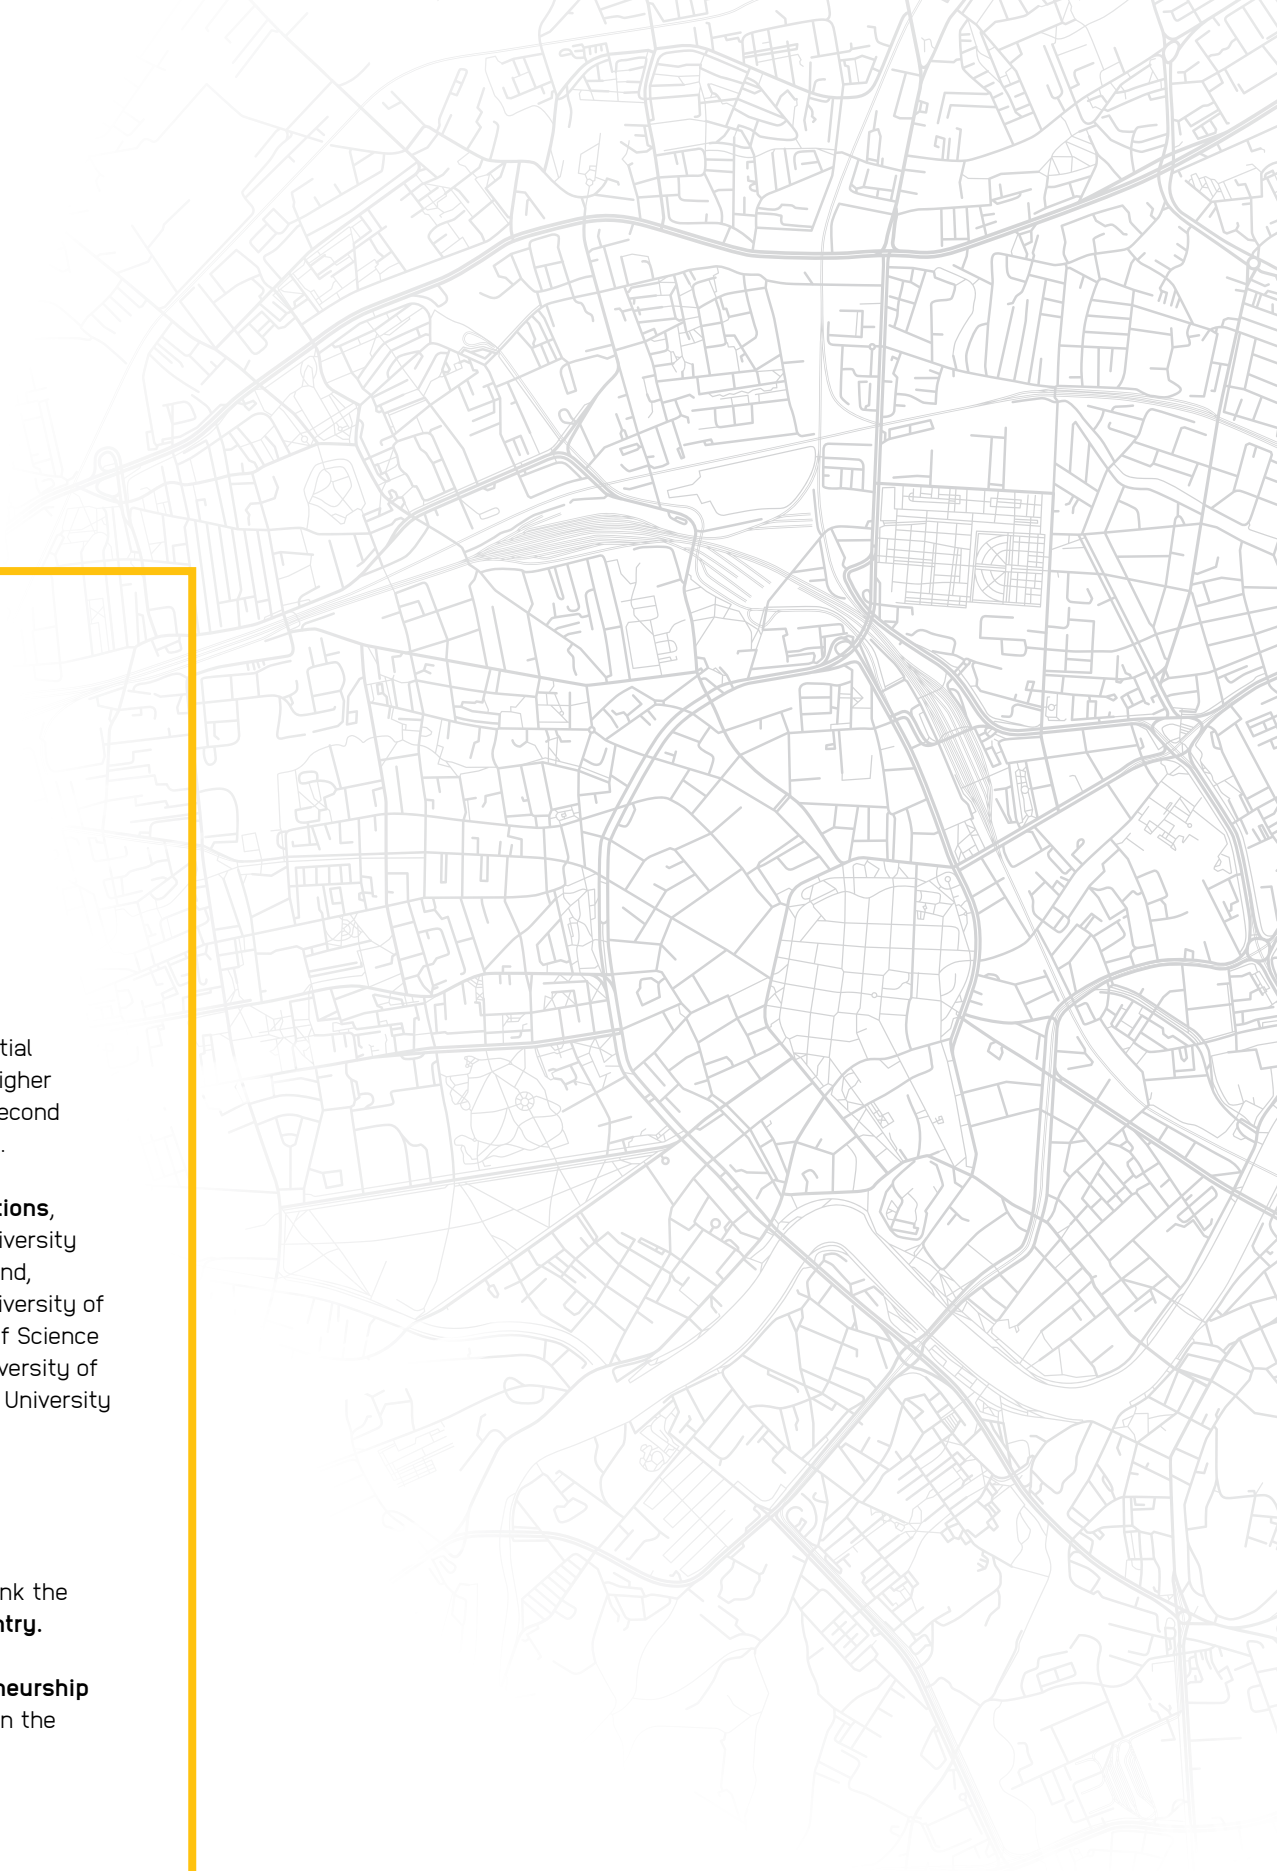 tial
igher
econd
.
tions,
iversity
nd,
iversity of
f Science
versity of
University
nk the
ntry.
neurship
n the